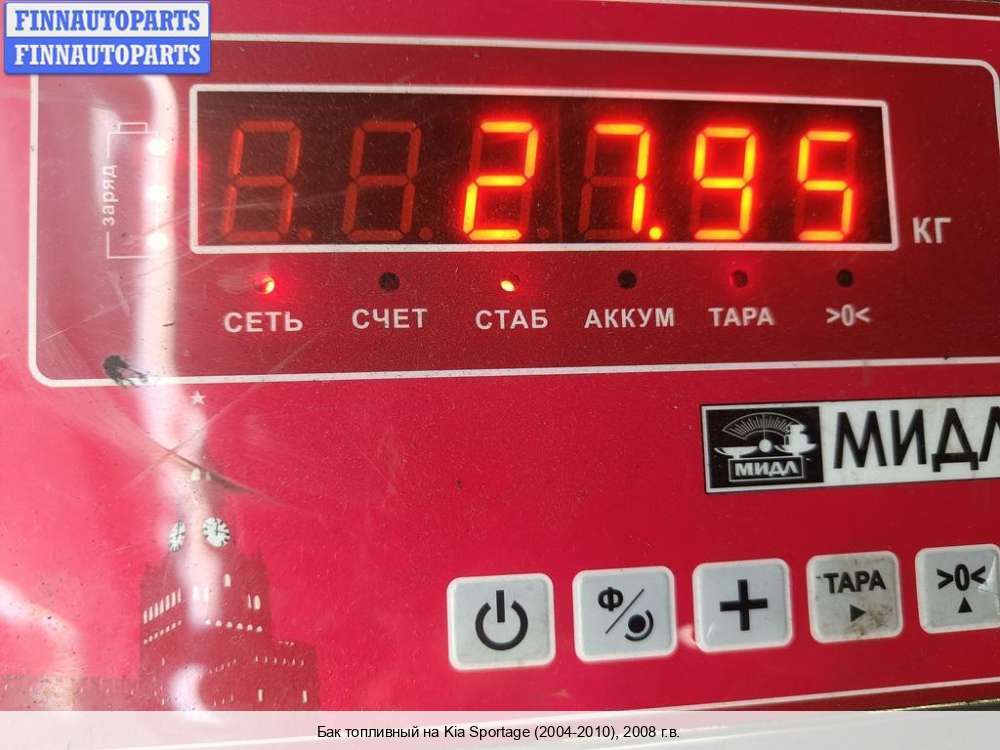 FINNAUTOPARTS
FINNAUTOPARTS
заряд
27.95
КГ
СЕТЬ СЧЕТ СТАБ АККУМ ТАРА >0<
МИДЛ МИДЛ
Ф ТАРА >0<
Бак топливный на Kia Sportage (2004-2010), 2008 г.в.